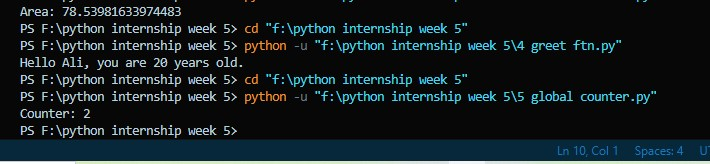 Area: 78.53981633974483
PS F:\python internship week 5> cd "f:\python internship week 5"
PS F:\python internship week 5> python -u "f:\python internship week 5\4 greet ftn.py"
Hello Ali, you are 20 years old.
PS F:\python internship week 5> cd "f:\python internship week 5"
PS F:\python internship week 5> python -u "f:\python internship week 5\5 global counter.py"
Counter: 2
PS F:\python internship week 5>
Ln 10, Col 1 Spaces: 4 UT